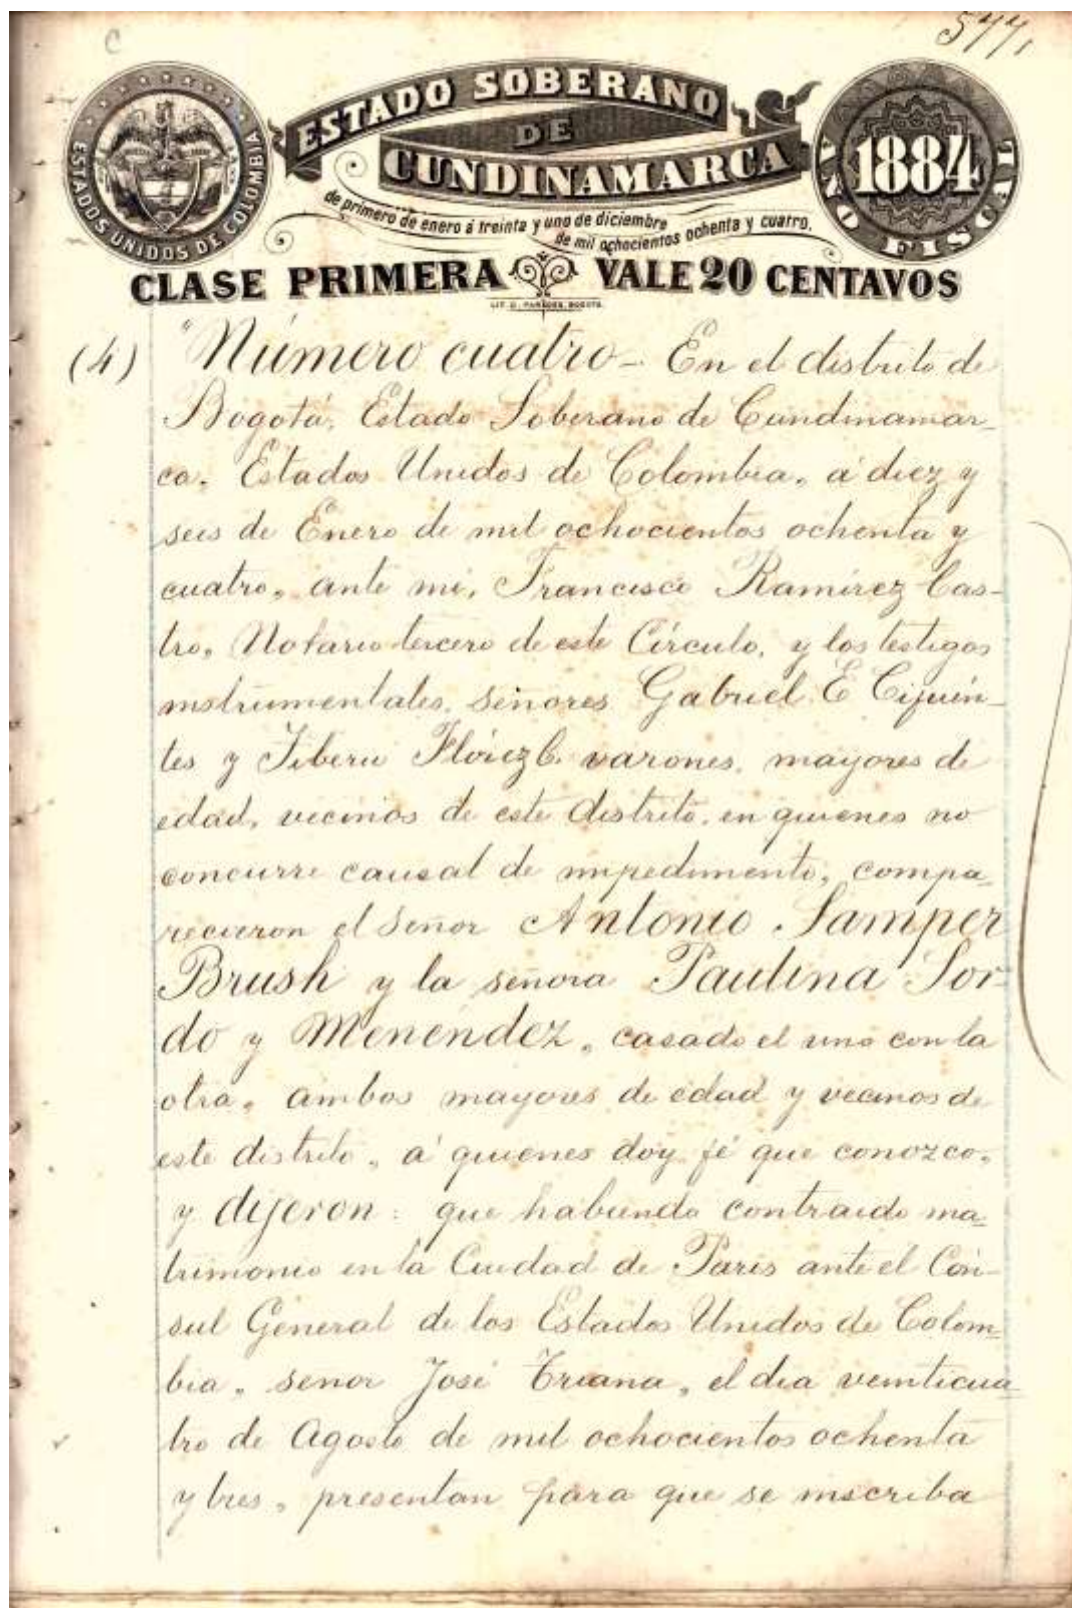 C
577,
ESTADOS UNIDOS DE COLOMBIA
ESTADO SOBERANO
DE
CUNDINAMARCA
de primero de enero á treinta y uno de diciembre
de mil ochocientos ochenta y cuatro.
1884
AÑO FISCAL
CLASE PRIMERA VALE 20 CENTAVOS
LIT. D. PAREDES. BOGOTÁ.
(4) "Número cuatro - En el distrito de
Bogotá, Estado Soberano de Cundinamar-
ca. Estados Unidos de Colombia, á diez y
seis de Enero de mil ochocientos ochenta y
cuatro, ante mi, Francisco Ramirez Cas-
tro, Notario tercero de este Círculo, y los testigos
instrumentales, señores Gabriel E Cifuen-
tes y Tiberio Flórez C. varones, mayores de
edad, vecinos de este distrito, en quienes no
concurre causal de impedimento, compa-
recieron el señor Antonio Samper
Brush y la señora Paulina Sor-
do y Menéndez, casado el uno con la
otra, ambos mayores de edad y vecinos de
este distrito, á quienes doy fé que conozco,
y dijeron: que habiendo contraido ma-
trimonio en la Ciudad de Paris ante el Cón-
sul General de los Estados Unidos de Colom-
bia, señor José Triana, el dia veinticua-
tro de Agosto de mil ochocientos ochenta
y tres, presentan para que se inscriba